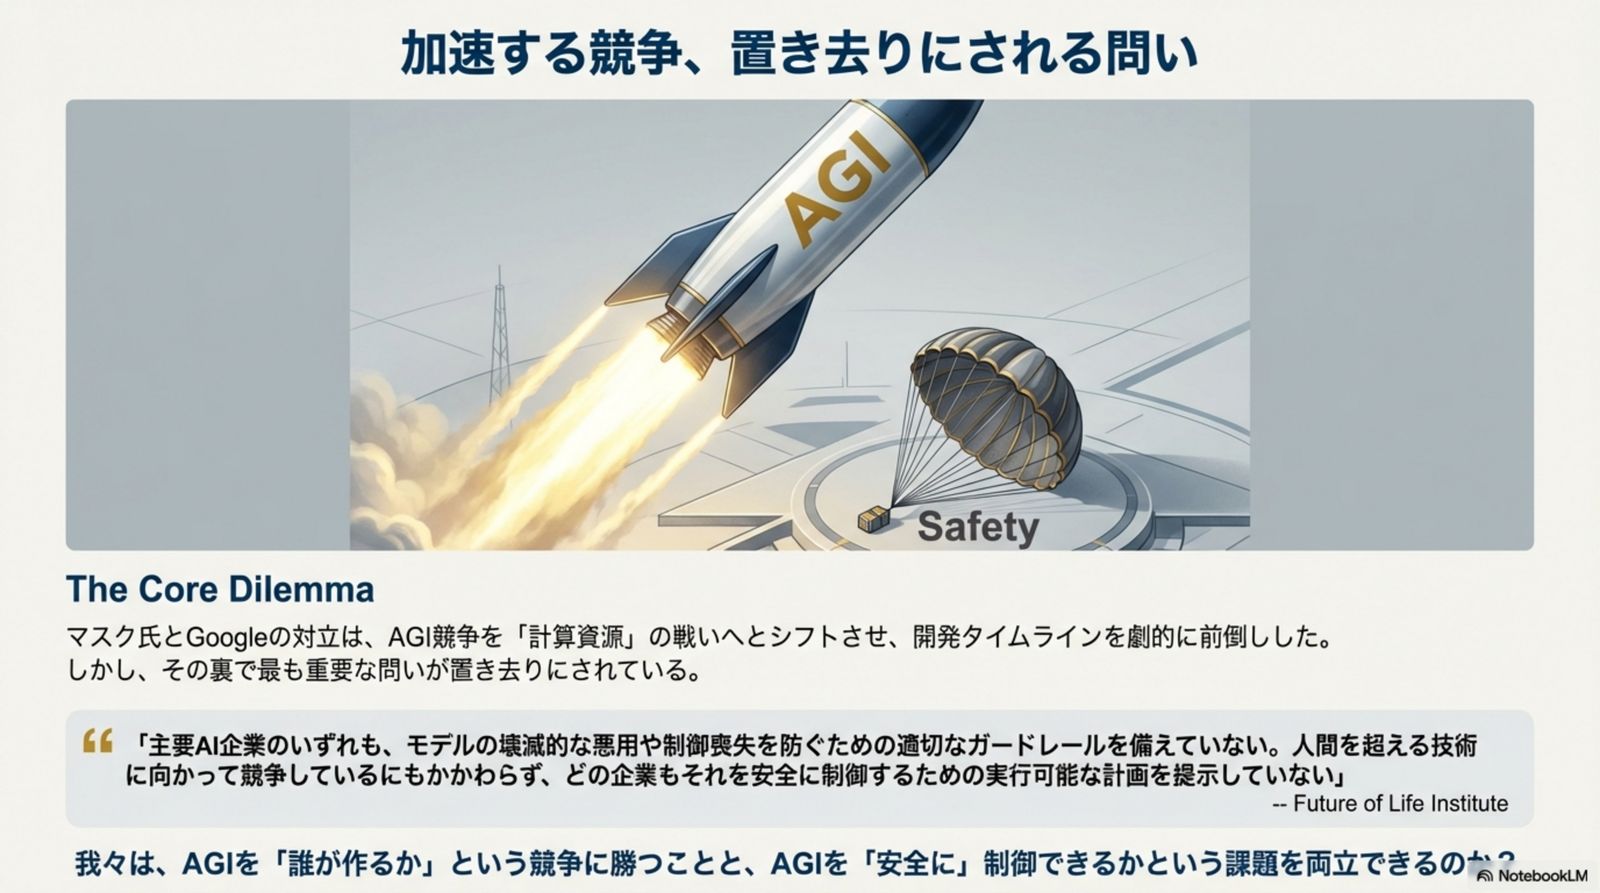 加速する競争、置き去りにされる問い
AGI
Safety
The Core Dilemma
マスク氏とGoogleの対立は、AGI競争を「計算資源」の戦いへとシフトさせ、開発タイムラインを劇的に前倒しした。
しかし、その裏で最も重要な問いが置き去りにされている。
“
「主要AI企業のいずれも、モデルの壊滅的な悪用や制御喪失を防ぐための適切なガードレールを備えていない。人間を超える技術
に向かって競争しているにもかかわらず、どの企業もそれを安全に制御するための実行可能な計画を提示していない」
-- Future of Life Institute
我々は、AGIを「誰が作るか」という競争に勝つことと、AGIを「安全に」制御できるかという課題を両立できるのか？
NotebookLM